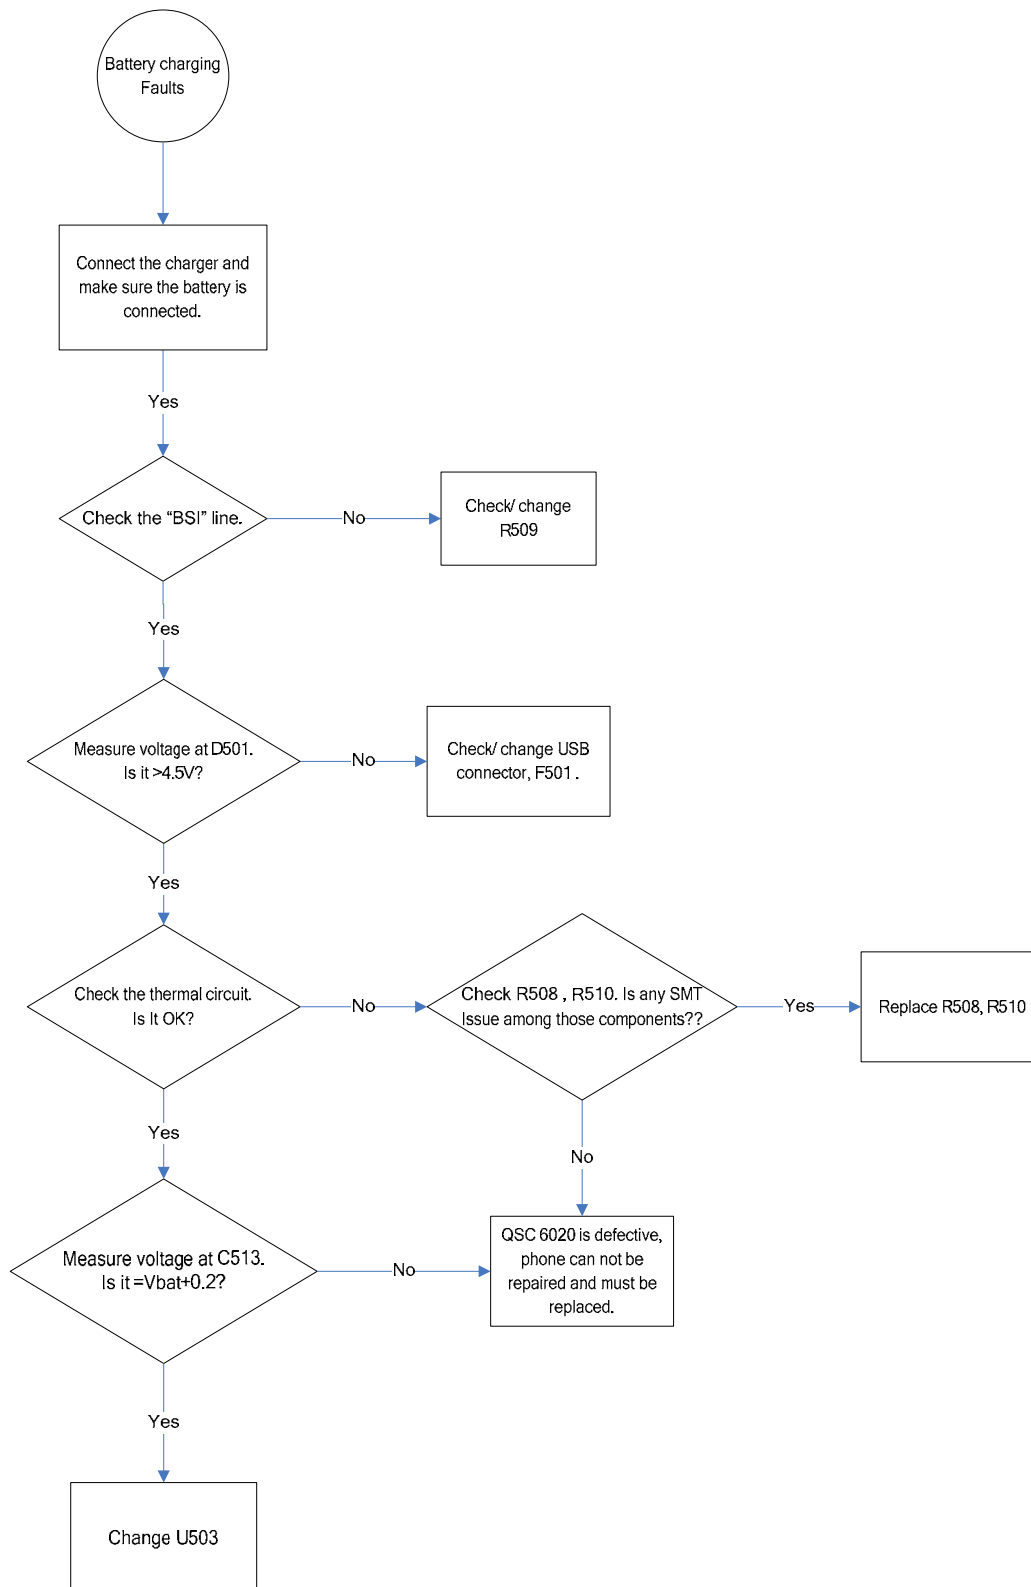 Battery charging
Faults
Connect the charger and
make sure the battery is
connected.
Yes
Check the “BSI” line.
No
Check/ change
R509
Yes
Measure voltage at D501.
Is it >4.5V?
No
Check/ change USB
connector, F501 .
Yes
Check the thermal circuit.
Is It OK?
No
Check R508 , R510. Is any SMT
Issue among those components??
Yes
Replace R508, R510
Yes
No
Measure voltage at C513.
Is it =Vbat+0.2?
No
QSC 6020 is defective,
phone can not be
repaired and must be
replaced.
Yes
Change U503